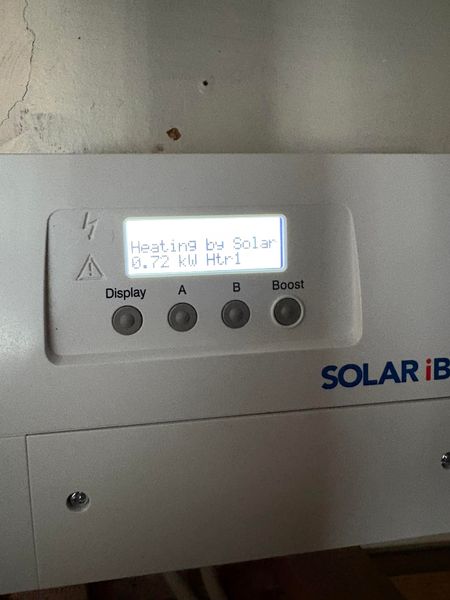 Heating by Solar
0.72 kW Htr1
Display A B Boost
SOLAR iB